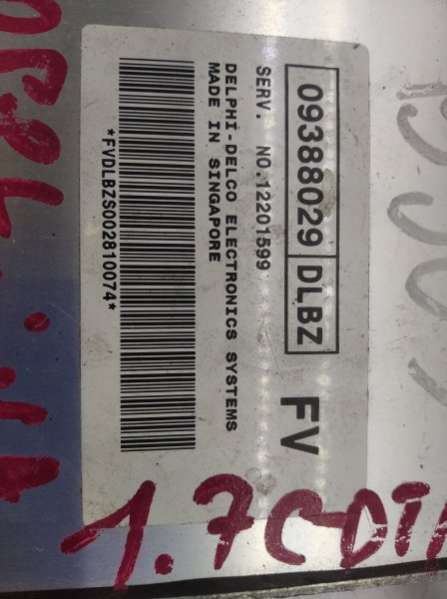 09388029 DLBZ FV
SERV. NO.12201599
DELPHI-DELCO ELECTRONICS SYSTEMS
MADE IN SINGAPORE
*FVDLBZS002810074*
1.7CDTI